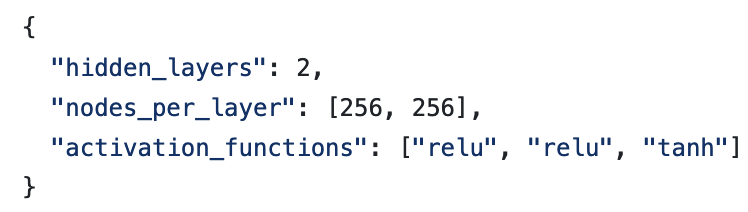 {
"hidden_layers": 2,
"nodes_per_layer": [256, 256],
"activation_functions": ["relu", "relu", "tanh"]
}